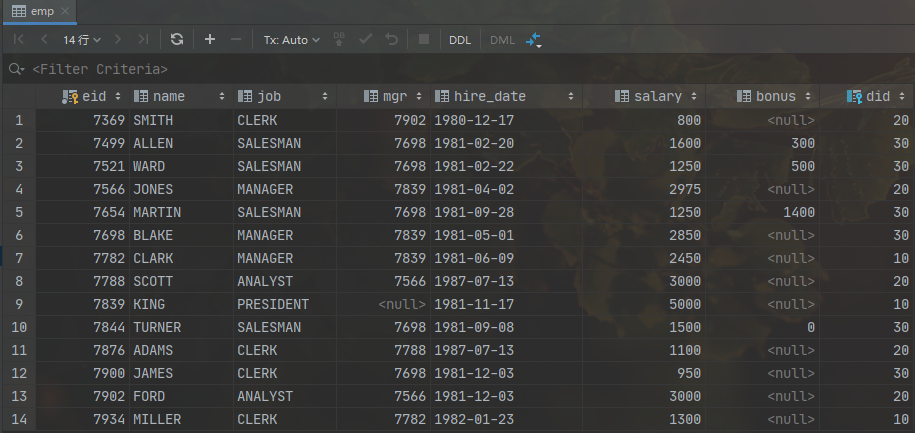 emp
14 行 Tx: Auto DB DDL DML
<Filter Criteria>
eid name job mgr hire_date salary bonus did
1 7369 SMITH CLERK 7902 1980-12-17 800 <null> 20
2 7499 ALLEN SALESMAN 7698 1981-02-20 1600 300 30
3 7521 WARD SALESMAN 7698 1981-02-22 1250 500 30
4 7566 JONES MANAGER 7839 1981-04-02 2975 <null> 20
5 7654 MARTIN SALESMAN 7698 1981-09-28 1250 1400 30
6 7698 BLAKE MANAGER 7839 1981-05-01 2850 <null> 30
7 7782 CLARK MANAGER 7839 1981-06-09 2450 <null> 10
8 7788 SCOTT ANALYST 7566 1987-07-13 3000 <null> 20
9 7839 KING PRESIDENT <null> 1981-11-17 5000 <null> 10
10 7844 TURNER SALESMAN 7698 1981-09-08 1500 0 30
11 7876 ADAMS CLERK 7788 1987-07-13 1100 <null> 20
12 7900 JAMES CLERK 7698 1981-12-03 950 <null> 30
13 7902 FORD ANALYST 7566 1981-12-03 3000 <null> 20
14 7934 MILLER CLERK 7782 1982-01-23 1300 <null> 10